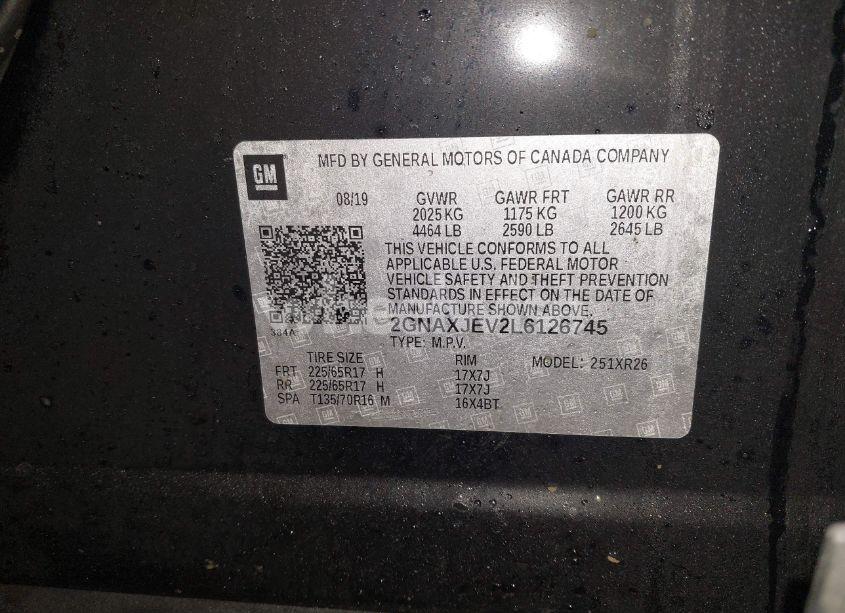 GM
MFD BY GENERAL MOTORS OF CANADA COMPANY
08/19 GVWR GAWR FRT GAWR RR
2025 KG 1175 KG 1200 KG
4464 LB 2590 LB 2645 LB
THIS VEHICLE CONFORMS TO ALL
APPLICABLE U.S. FEDERAL MOTOR
VEHICLE SAFETY AND THEFT PREVENTION
STANDARDS IN EFFECT ON THE DATE OF
MANUFACTURE SHOWN ABOVE.
384A 2GNAXJEV2L6126745
TYPE: M.P.V.
TIRE SIZE RIM MODEL: 251XR26
FRT 225/65R17 H 17X7J
RR 225/65R17 H 17X7J
SPA T135/70R16 M 16X4BT